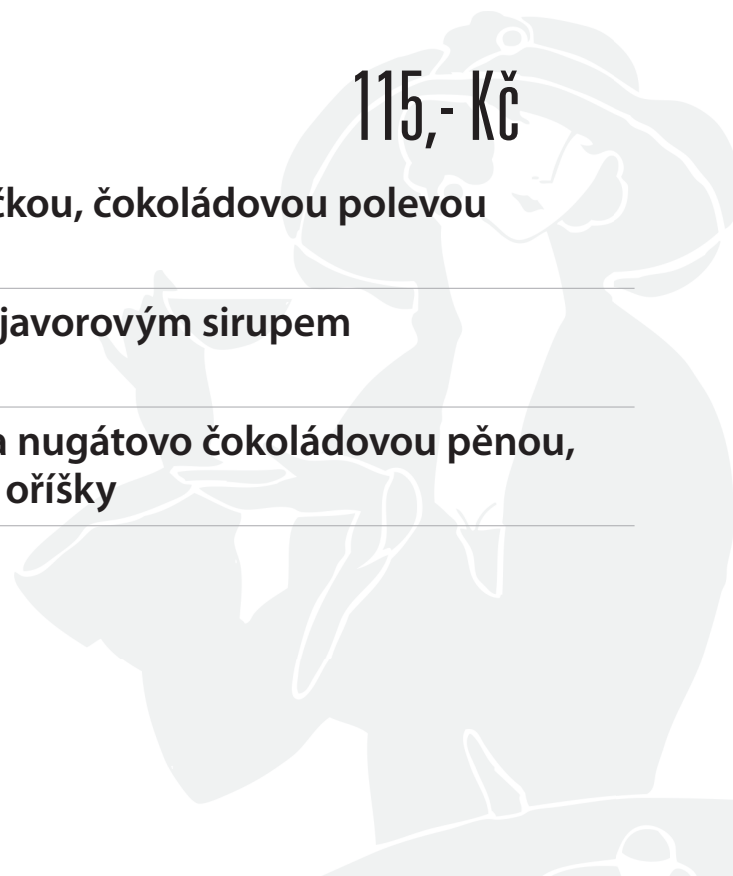 115,- Kč
čkou, čokoládovou polevou
javorovým sirupem
a nugátovo čokoládovou pěnou,
oříšky